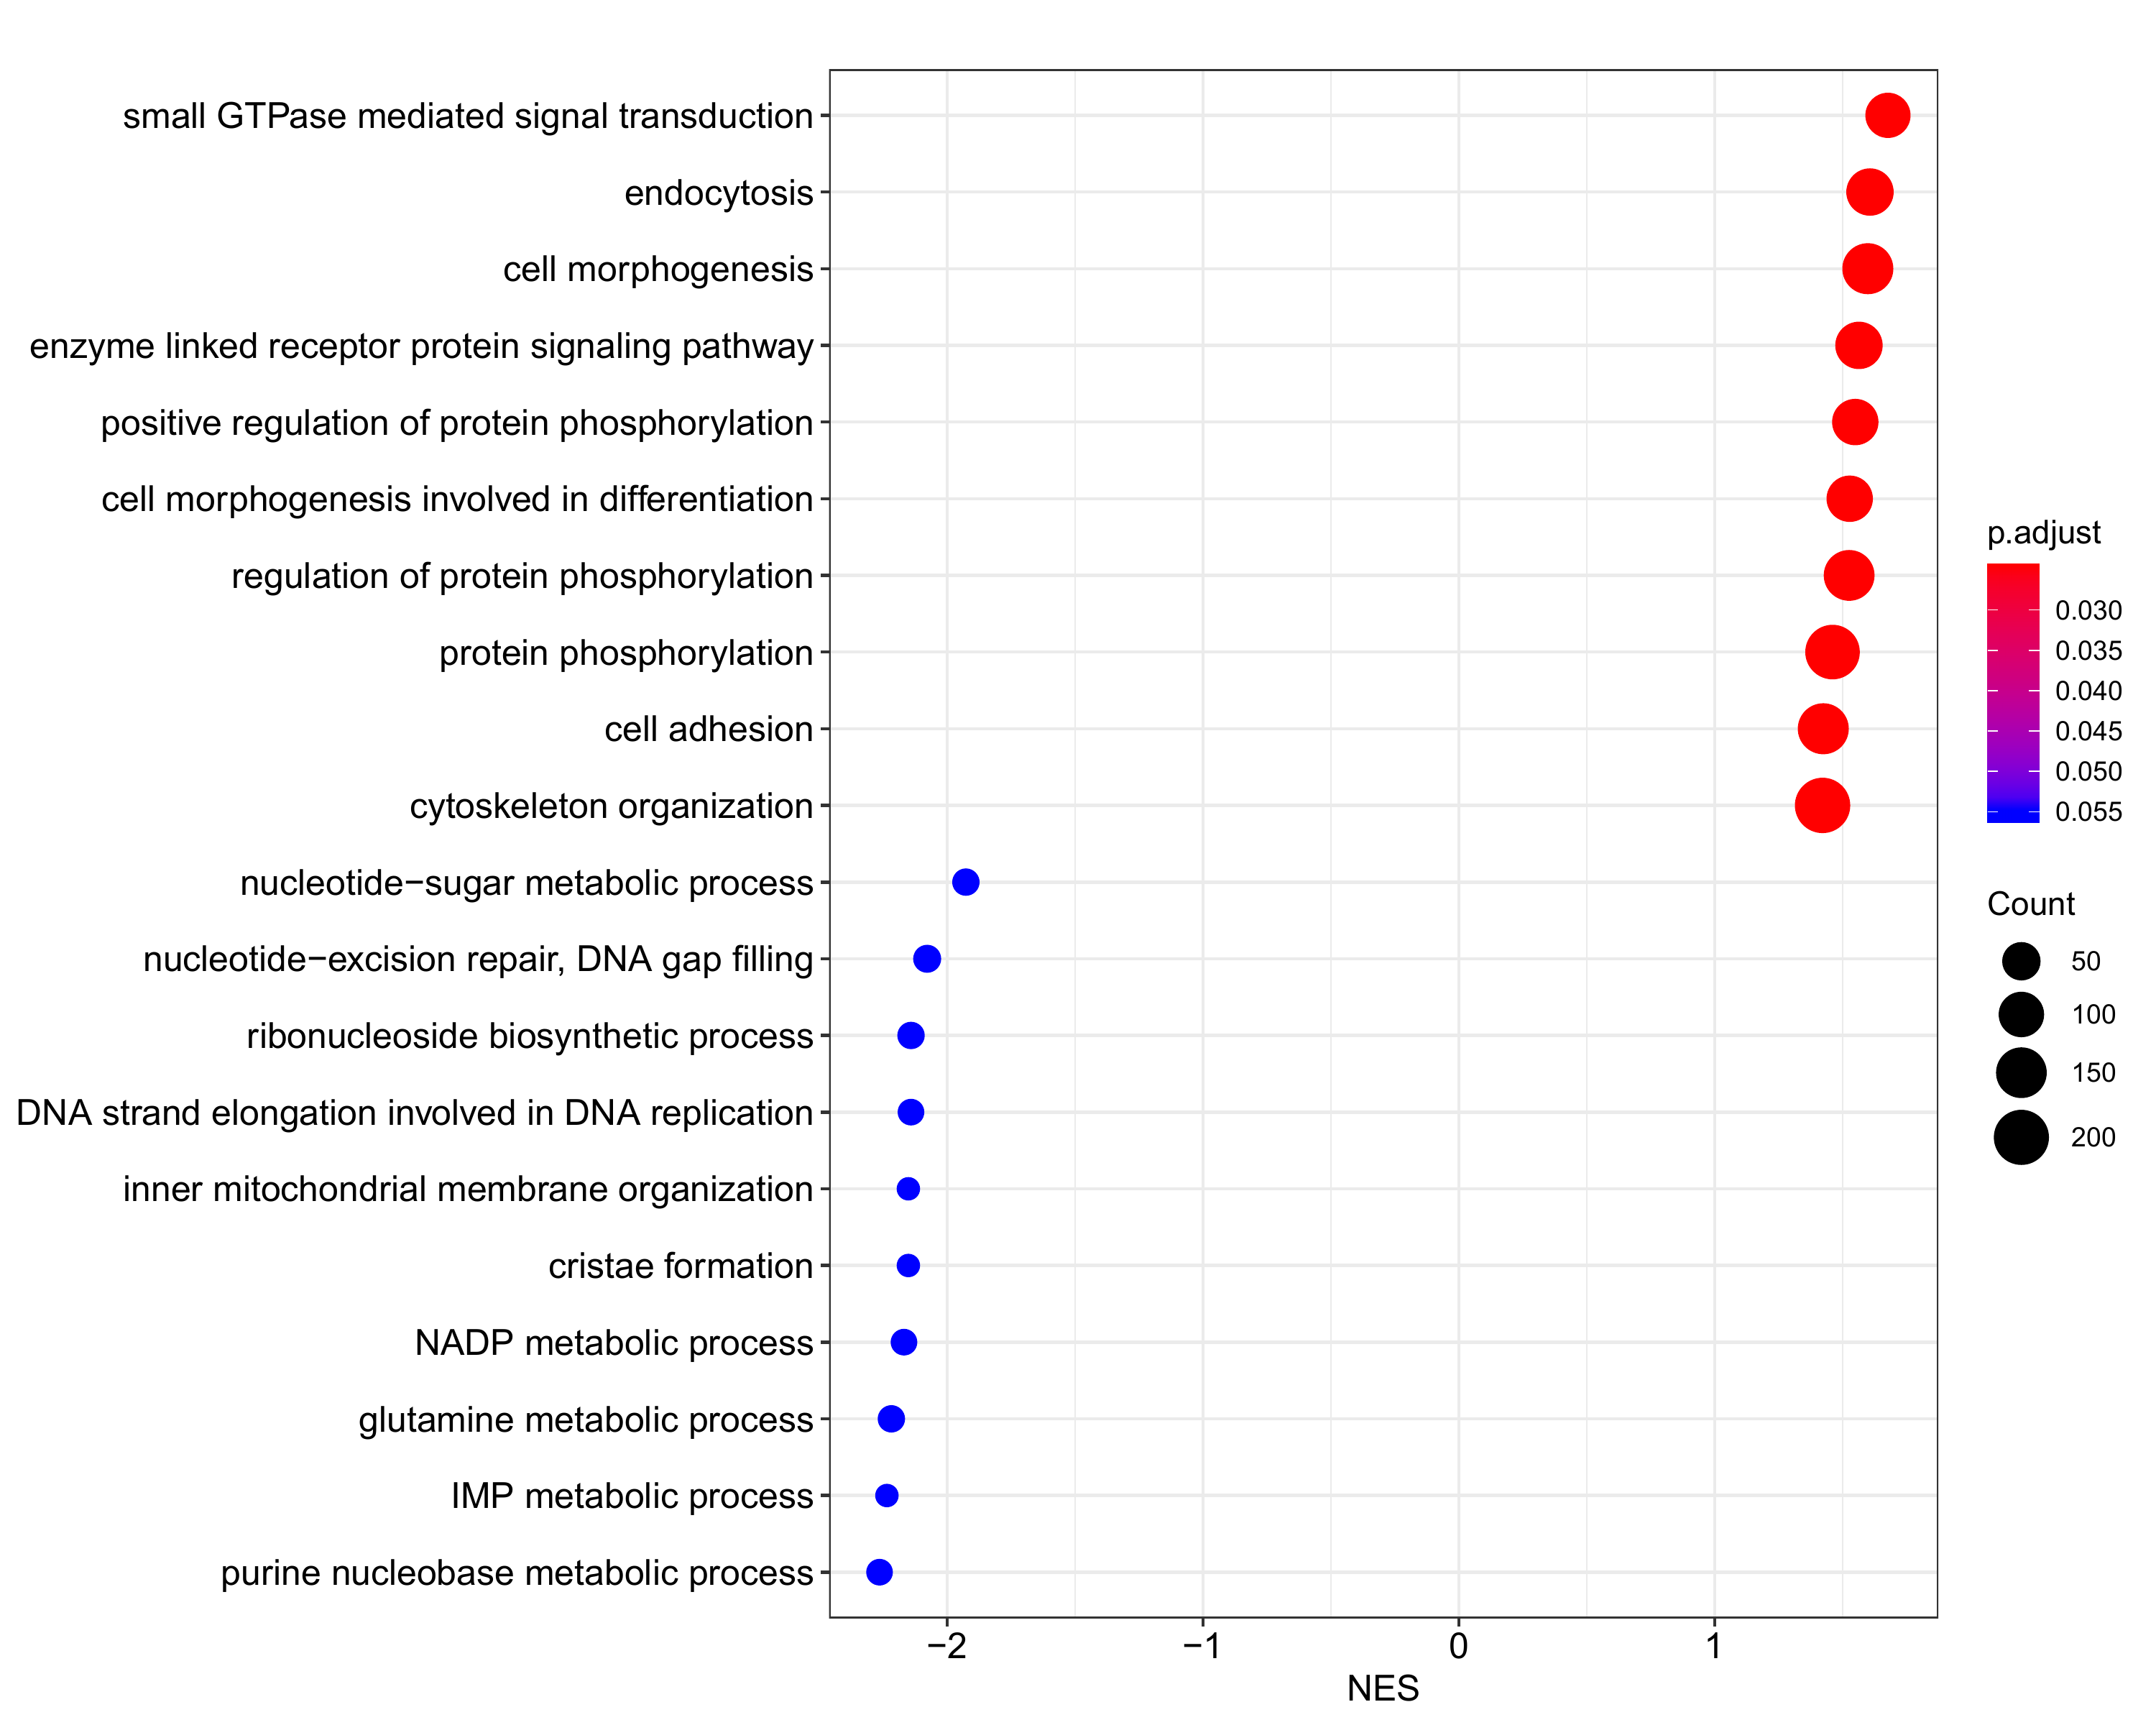 small GTPase mediated signal transduction
endocytosis
cell morphogenesis
enzyme linked receptor protein signaling pathway
positive regulation of protein phosphorylation
cell morphogenesis involved in differentiation
regulation of protein phosphorylation
protein phosphorylation
cell adhesion
cytoskeleton organization
nucleotide−sugar metabolic process
nucleotide−excision repair, DNA gap filling
ribonucleoside biosynthetic process
DNA strand elongation involved in DNA replication
inner mitochondrial membrane organization
cristae formation
NADP metabolic process
glutamine metabolic process
IMP metabolic process
purine nucleobase metabolic process
−2 −1 0 1
NES
p.adjust
0.030
0.035
0.040
0.045
0.050
0.055
Count
50
100
150
200